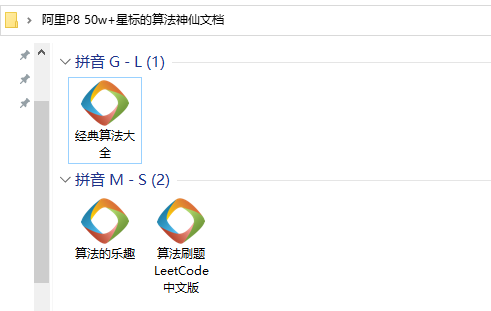 阿里P8 50w+星标的算法神仙文档
拼音 G - L (1)
经典算法大
全
拼音 M - S (2)
算法的乐趣
算法刷题
LeetCode
中文版